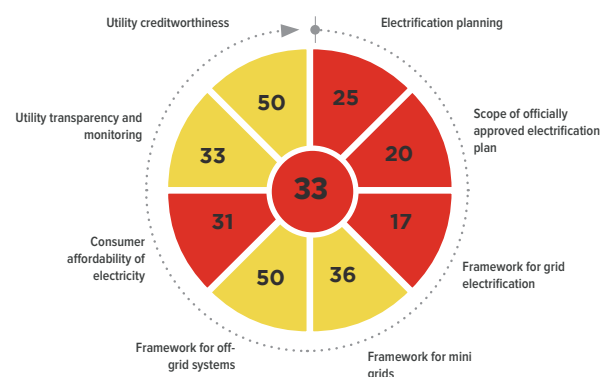 Utility creditworthiness
Electrification planning
50
25
Utility transparency and
monitoring
Scope of officially
approved electrification
plan
33
20
33
31
17
Consumer
affordability of
electricity
Framework for grid
electrification
50
36
Framework for off-
grid systems
Framework for mini
grids